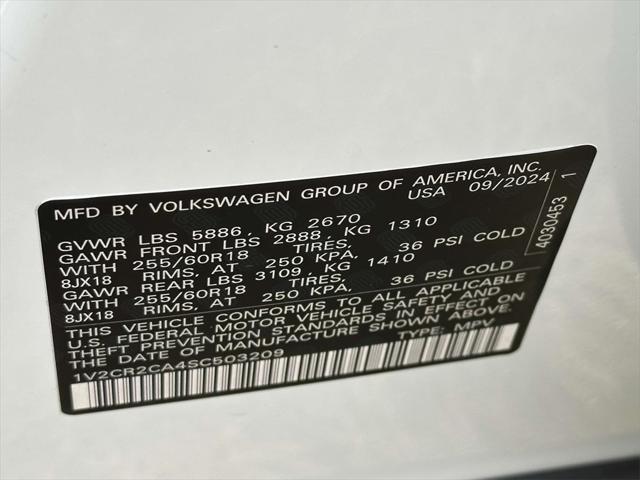 MFD BY VOLKSWAGEN GROUP OF AMERICA, INC.
USA 09/2024
GVWR LBS 5886, KG 2670
GAWR FRONT LBS 2888, KG 1310
WITH 255/60R18 TIRES, 36 PSI COLD
8JX18 RIMS, AT 250 KPA,
GAWR REAR LBS 3109, KG 1410
WITH 255/60R18 TIRES, 36 PSI COLD
8JX18 RIMS, AT 250 KPA,
THIS VEHICLE CONFORMS TO ALL APPLICABLE
U.S. FEDERAL MOTOR VEHICLE SAFETY AND
THEFT PREVENTION STANDARDS IN EFFECT ON
THE DATE OF MANUFACTURE SHOWN ABOVE.
1V2CR2CA4SC503209 TYPE: MPV
4030453 1